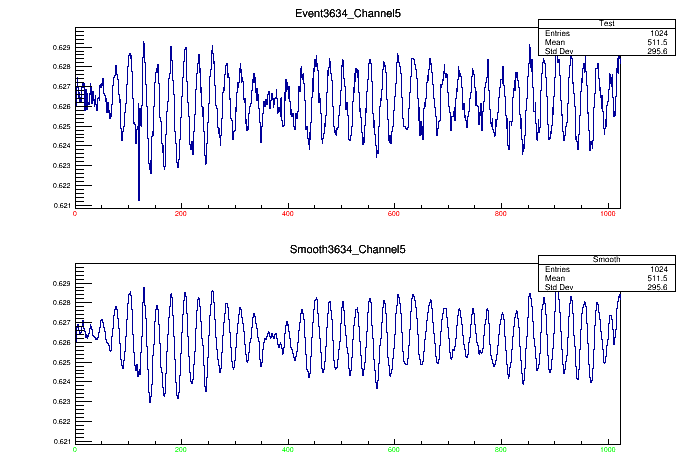 Event3634_Channel5
Test
Entries 1024
Mean 511.5
Std Dev 295.6
0.629
0.628
0.627
0.626
0.625
0.624
0.623
0.622
0.621
0 200 400 600 800 1000
Smooth3634_Channel5
Smooth
Entries 1024
Mean 511.5
Std Dev 295.6
0.629
0.628
0.627
0.626
0.625
0.624
0.623
0.622
0.621
0 200 400 600 800 1000